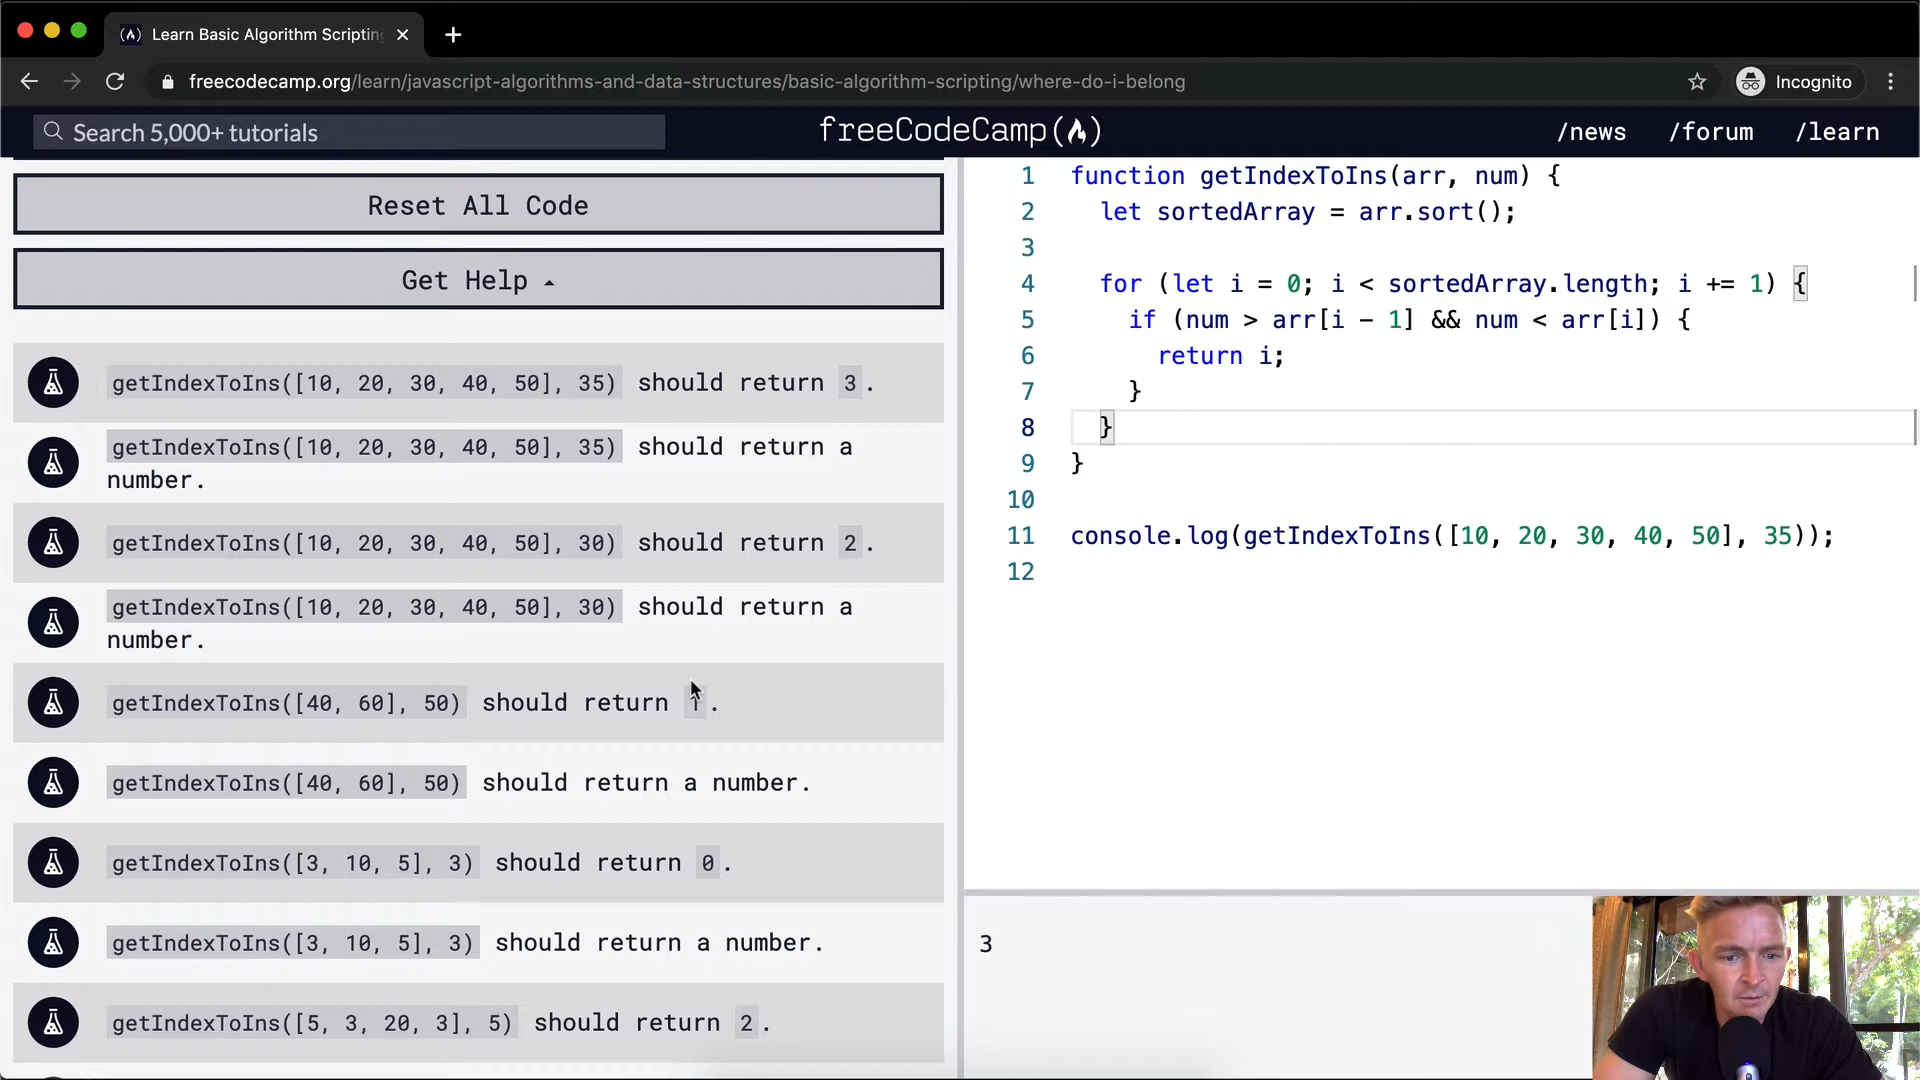 Learn Basic Algorithm Scripting
freecodecamp.org/learn/javascript-algorithms-and-data-structures/basic-algorithm-scripting/where-do-i-belong
Incognito
Search 5,000+ tutorials
freeCodeCamp
/news
/forum
/learn
Reset All Code
Get Help
getIndexToIns([10, 20, 30, 40, 50], 35) should return 3.
getIndexToIns([10, 20, 30, 40, 50], 35) should return a
number.
getIndexToIns([10, 20, 30, 40, 50], 30) should return 2.
getIndexToIns([10, 20, 30, 40, 50], 30) should return a
number.
getIndexToIns([40, 60], 50) should return 1.
getIndexToIns([40, 60], 50) should return a number.
getIndexToIns([3, 10, 5], 3) should return 0.
getIndexToIns([3, 10, 5], 3) should return a number.
getIndexToIns([5, 3, 20, 3], 5) should return 2.
1 function getIndexToIns(arr, num) {
2 let sortedArray = arr.sort();
3
4 for (let i = 0; i < sortedArray.length; i += 1) {
5 if (num > arr[i - 1] && num < arr[i]) {
6 return i;
7 }
8 }
9 }
10
11 console.log(getIndexToIns([10, 20, 30, 40, 50], 35));
12
3